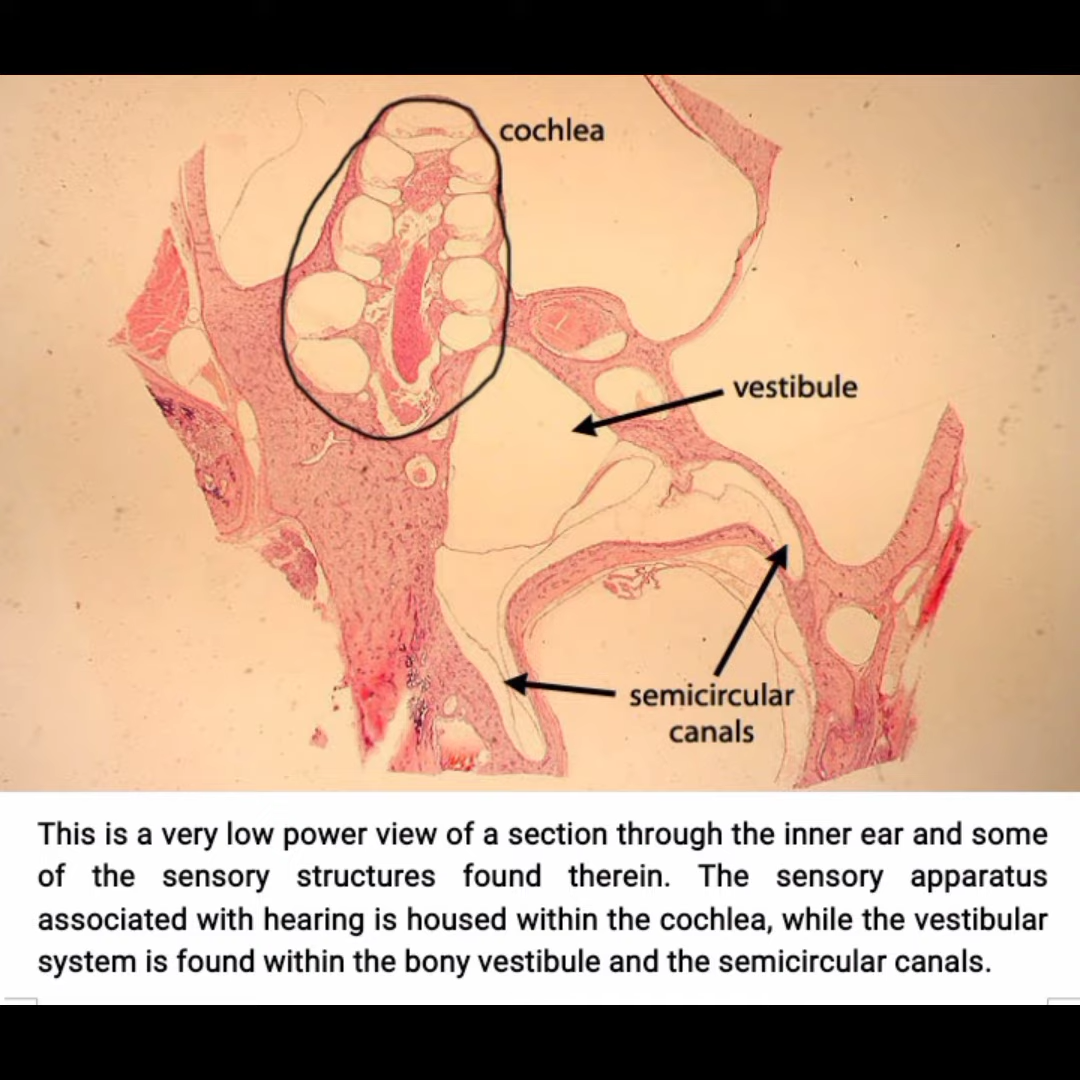 cochlea
vestibule
semicircular
canals
This is a very low power view of a section through the inner ear and some
of the sensory structures found therein. The sensory apparatus
associated with hearing is housed within the cochlea, while the vestibular
system is found within the bony vestibule and the semicircular canals.